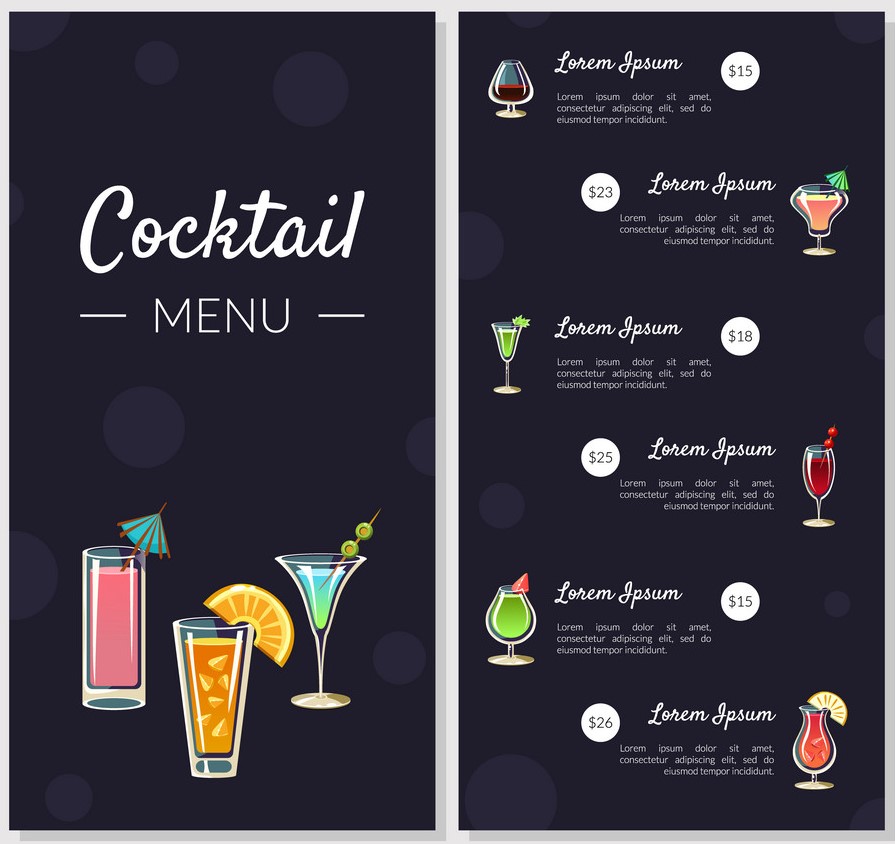 Cocktail
MENU
Lorem Ipsum
$15
Lorem ipsum dolor sit amet,
consectetur adipiscing elit, sed do
eiusmod tempor incididunt.
$23
Lorem Ipsum
Lorem ipsum dolor sit amet,
consectetur adipiscing elit, sed do
eiusmod tempor incididunt.
Lorem Ipsum
$18
Lorem ipsum dolor sit amet,
consectetur adipiscing elit, sed do
eiusmod tempor incididunt.
$25
Lorem Ipsum
Lorem ipsum dolor sit amet,
consectetur adipiscing elit, sed do
eiusmod tempor incididunt.
Lorem Ipsum
$15
Lorem ipsum dolor sit amet,
consectetur adipiscing elit, sed do
eiusmod tempor incididunt.
$26
Lorem Ipsum
Lorem ipsum dolor sit amet,
consectetur adipiscing elit, sed do
eiusmod tempor incididunt.